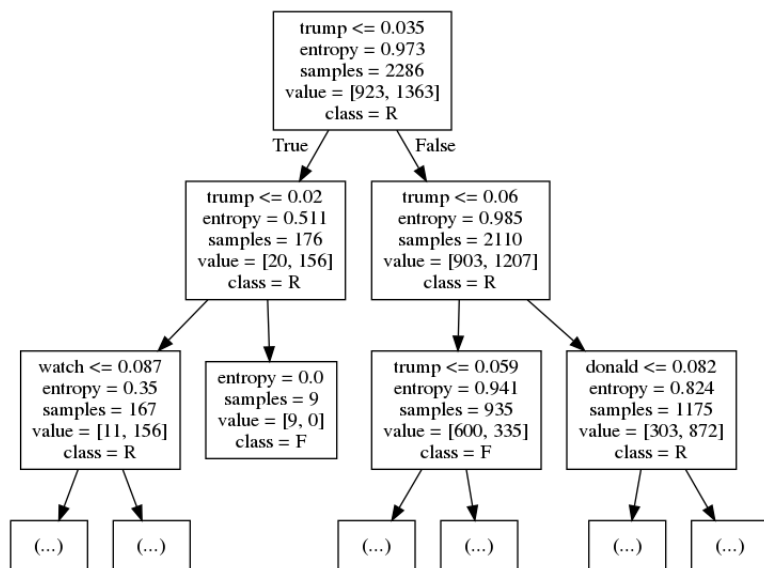 trump <= 0.035
entropy = 0.973
samples = 2286
value = [923, 1363]
class = R
True
False
trump <= 0.02
entropy = 0.511
samples = 176
value = [20, 156]
class = R
trump <= 0.06
entropy = 0.985
samples = 2110
value = [903, 1207]
class = R
watch <= 0.087
entropy = 0.35
samples = 167
value = [11, 156]
class = R
entropy = 0.0
samples = 9
value = [9, 0]
class = F
trump <= 0.059
entropy = 0.941
samples = 935
value = [600, 335]
class = F
donald <= 0.082
entropy = 0.824
samples = 1175
value = [303, 872]
class = R
(...)
(...)
(...)
(...)
(...)
(...)